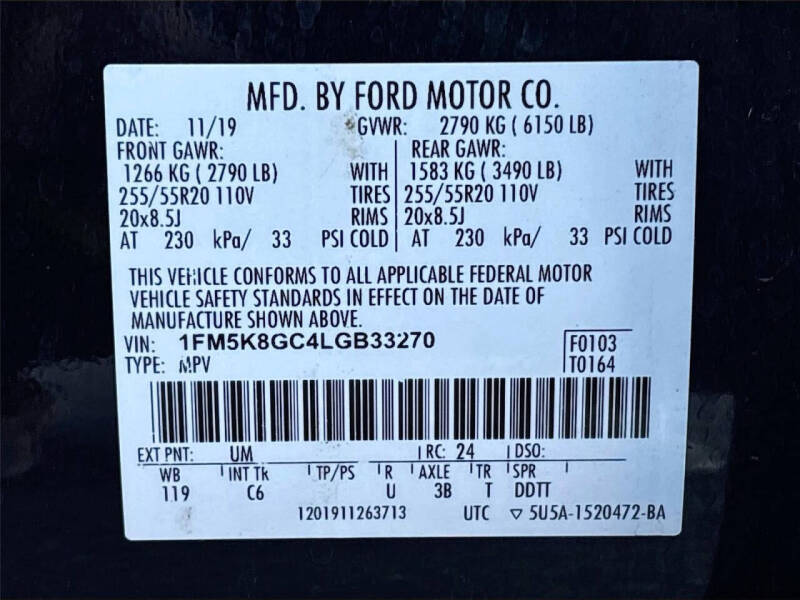 MFD. BY FORD MOTOR CO.
DATE: 11/19 GVWR: 2790 KG ( 6150 LB)
FRONT GAWR: REAR GAWR:
1266 KG ( 2790 LB) WITH 1583 KG ( 3490 LB) WITH
255/55R20 110V TIRES 255/55R20 110V TIRES
20x8.5J RIMS 20x8.5J RIMS
AT 230 kPa/ 33 PSI COLD AT 230 kPa/ 33 PSI COLD
THIS VEHICLE CONFORMS TO ALL APPLICABLE FEDERAL MOTOR
VEHICLE SAFETY STANDARDS IN EFFECT ON THE DATE OF
MANUFACTURE SHOWN ABOVE.
VIN: 1FM5K8GC4LGB33270 F0103
TYPE: MPV T0164
EXT PNT: UM RC: 24 DSO:
WB INT TK TP/PS R AXLE TR SPR
119 C6 U 3B T DDTT
1201911263713 UTC ▽ 5U5A-1520472-BA